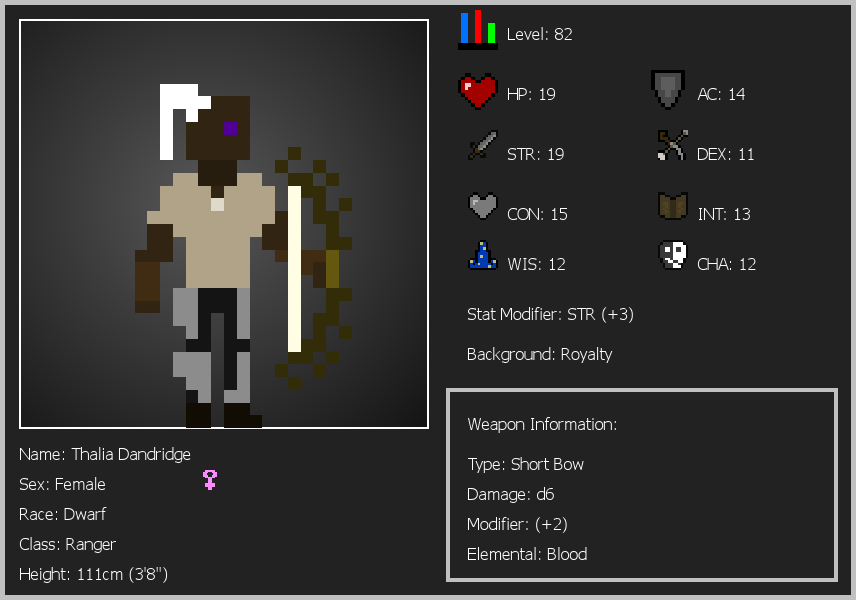 Level: 82
HP: 19
AC: 14
STR: 19
DEX: 11
CON: 15
INT: 13
WIS: 12
CHA: 12
Stat Modifier: STR (+3)
Background: Royalty
Weapon Information:
Type: Short Bow
Damage: d6
Modifier: (+2)
Elemental: Blood
Name: Thalia Dandridge
Sex: Female
Race: Dwarf
Class: Ranger
Height: 111cm (3'8")